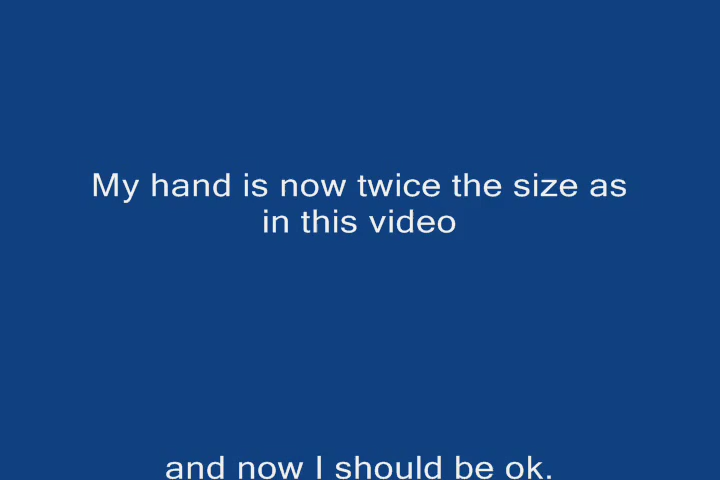 My hand is now twice the size as
in this video
and now I should be ok.